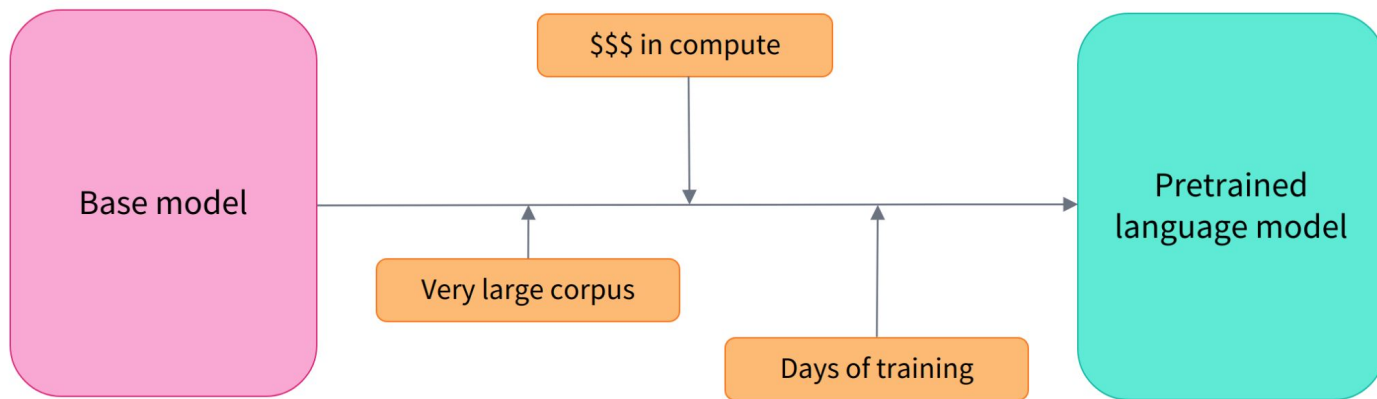 $$$ in compute
Base model
Pretrained
language model
Very large corpus
Days of training